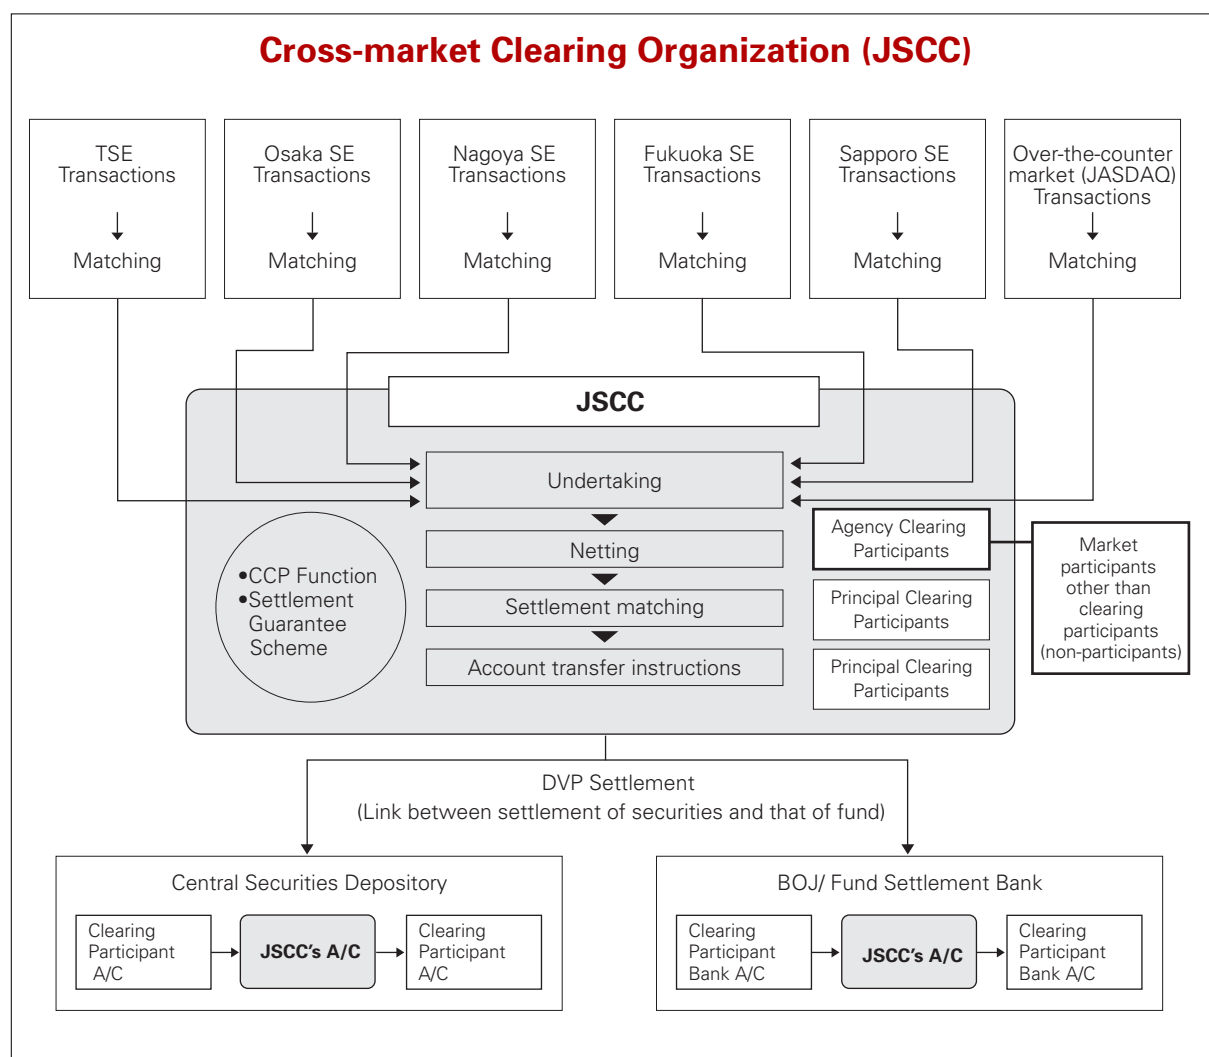 Cross-market Clearing Organization (JSCC)
TSE
Transactions
Matching
Osaka SE
Transactions
Matching
Nagoya SE
Transactions
Matching
Fukuoka SE
Transactions
Matching
Sapporo SE
Transactions
Matching
Over-the-counter
market (JASDAQ)
Transactions
Matching
JSCC
Undertaking
Netting
Settlement matching
Account transfer instructions
•CCP Function
•Settlement
Guarantee
Scheme
Agency Clearing
Participants
Principal Clearing
Participants
Principal Clearing
Participants
Market
participants
other than
clearing
participants
(non-participants)
DVP Settlement
(Link between settlement of securities and that of fund)
Central Securities Depository
Clearing
Participant
A/C
JSCC's A/C
Clearing
Participant
A/C
BOJ/ Fund Settlement Bank
Clearing
Participant
Bank A/C
JSCC's A/C
Clearing
Participant
Bank A/C